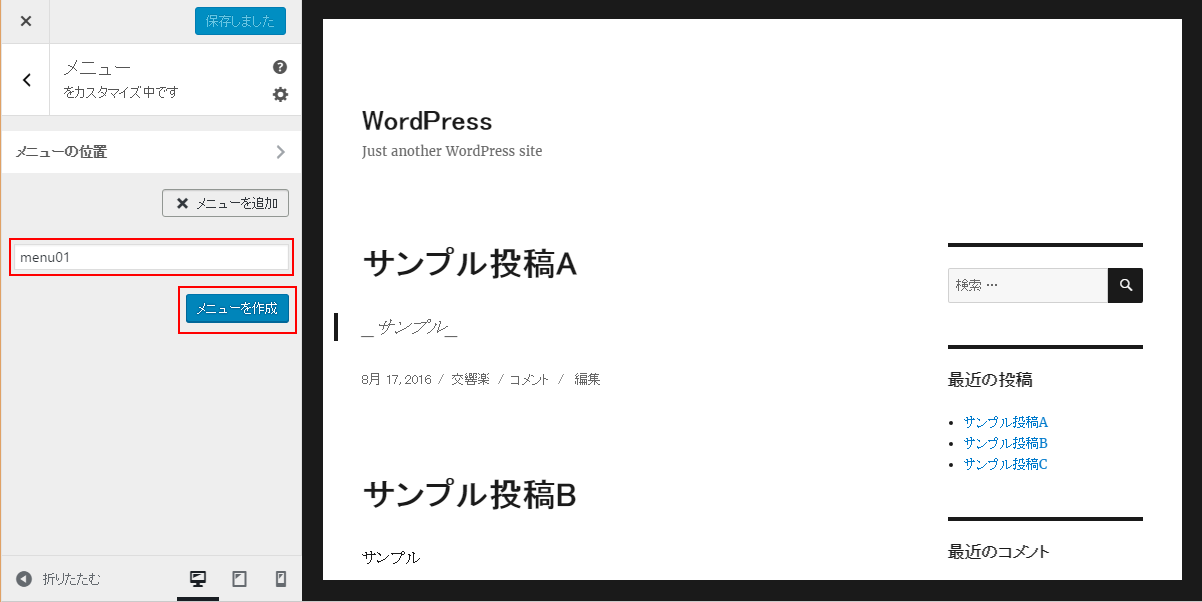 保存しました
メニュー
をカスタマイズ中です
メニューの位置
メニューを追加
menu01
メニューを作成
折りたたむ
WordPress
Just another WordPress site
サンプル投稿A
_サンプル_
8月 17, 2016 / 交響楽 / コメント / 編集
サンプル投稿B
サンプル
検索 …
最近の投稿
サンプル投稿A
サンプル投稿B
サンプル投稿C
最近のコメント